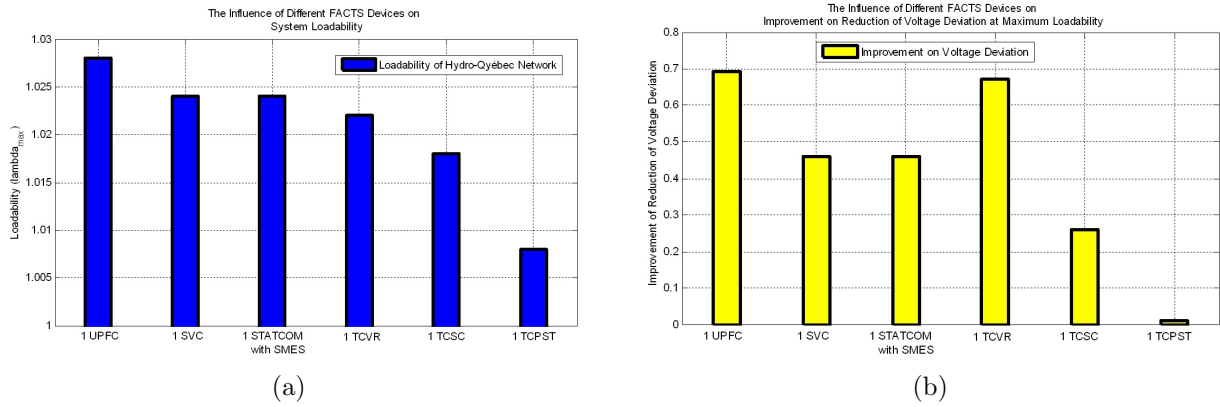 The Influence of Different FACTS Devices on
System Loadability
1.03
1.025
1.02
1.015
1.01
1.005
1
Loadability (lambda_max)
Loadability of Hydro-Qyébec Network
1 UPFC
1 SVC
1 STATCOM
with SMES
1 TCVR
1 TCSC
1 TCPST
(a)
The Influence of Different FACTS Devices on
Improvement on Reduction of Voltage Deviation at Maximum Loadability
0.8
0.7
0.6
0.5
0.4
0.3
0.2
0.1
0
Improvement of Reduction of Voltage Deviation
Improvement on Voltage Deviation
1 UPFC
1 SVC
1 STATCOM
with SMES
1 TCVR
1 TCSC
1 TCPST
(b)